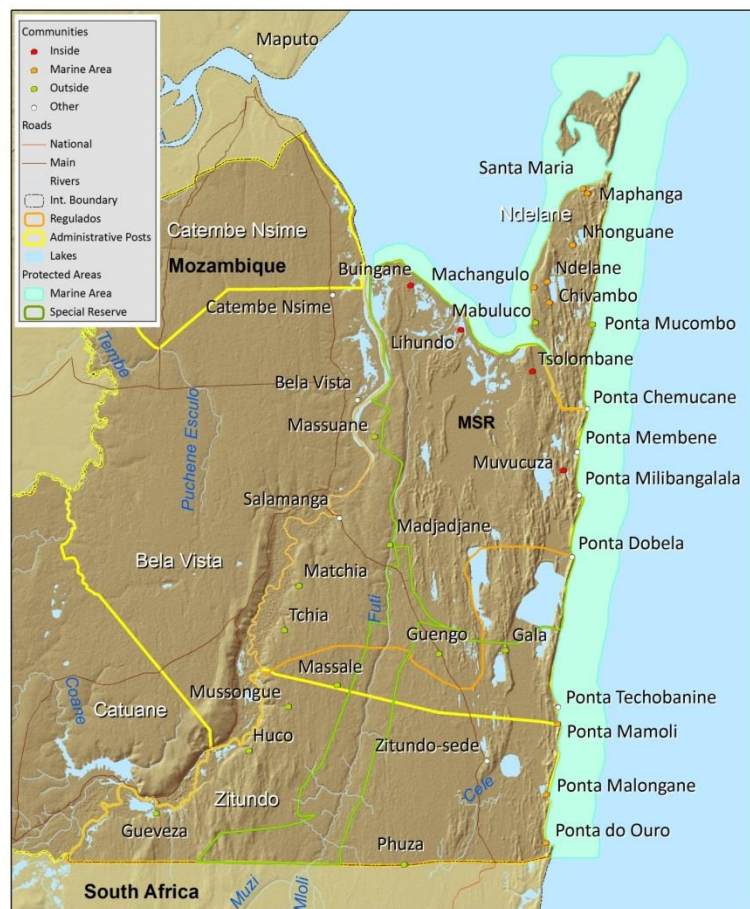 Communities
Inside
Marine Area
Outside
Other
Roads
National
Main
Rivers
Int. Boundary
Regulados
Administrative Posts
Lakes
Protected Areas
Marine Area
Special Reserve
Maputo
Santa Maria
Maphanga
Ndelane
Catembe Nsime
Nhonguane
Mozambique
Buingane
Machangulo
Ndelane
Catembe Nsime
Mabuluco
Chivambo
Lihundo
Ponta Mucombo
Tembe
Tsolombane
Bela Vista
Ponta Chemucane
Massuane
MSR
Puchene Esculo
Ponta Membene
Muvucuza
Ponta Milibangalala
Salamanga
Madjadjane
Ponta Dobela
Bela Vista
Matchia
Futi
Tchia
Guengo
Gala
Massale
Coane
Mussongue
Ponta Techobanine
Catuane
Ponta Mamoli
Huco
Zitundo-sede
Cele
Zitundo
Ponta Malongane
Gueveza
Phuza
Ponta do Ouro
South Africa
Muzi
Mloli